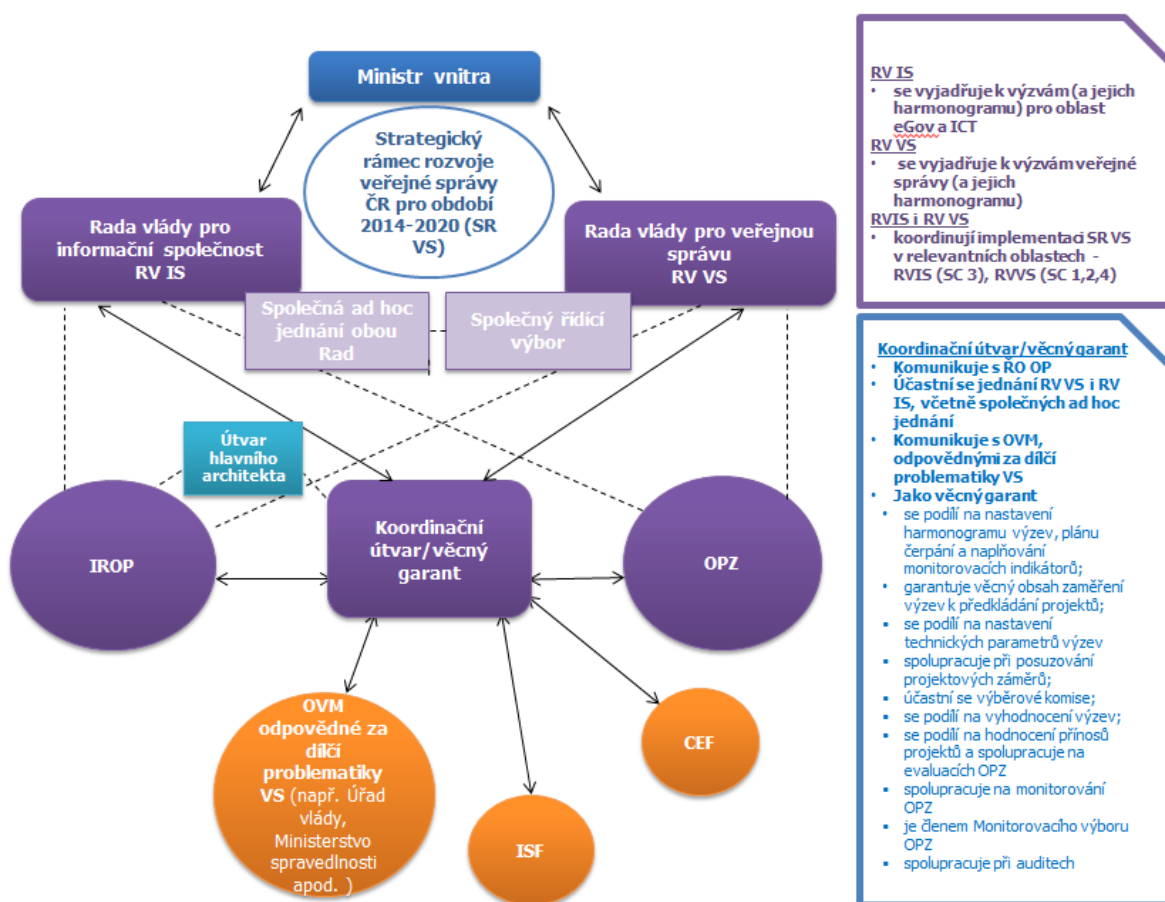 Ministr vnitra
Strategický
rámec rozvoje
veřejné správy
ČR pro období
2014-2020 (SR
VS)
Rada vlády pro
informační společnost
RV IS
Rada vlády pro veřejnou
správu
RV VS
Společná ad hoc
jednání obou
Rad
Společný řídící
výbor
Útvar
hlavního
architekta
IROP
Koordinační
útvar/věcný
garant
OPZ
OVM
odpovědné za
dílčí
problematiky
VS (např. Úřad
vlády,
Ministerstvo
spravedlnosti
apod. )
ISF
CEF
RV IS
• se vyjadřuje k výzvám (a jejich
harmonogramu) pro oblast
eGov a ICT
RV VS
• se vyjadřuje k výzvám veřejné
správy (a jejich
harmonogramu)
RVIS i RV VS
• koordinují implementaci SR VS
v relevantních oblastech -
RVIS (SC 3), RVVS (SC 1,2,4)
Koordinační útvar/věcný garant
• Komunikuje s ŘO OP
• Účastní se jednání RV VS i RV
IS, včetně společných ad hoc
jednání
• Komunikuje s OVM,
odpovědnými za dílčí
problematiky VS
• Jako věcný garant
• se podílí na nastavení
harmonogramu výzev, plánu
čerpání a naplňování
monitorovacích indikátorů;
• garantuje věcný obsah zaměření
výzev k předkládání projektů;
▪ se podílí na nastavení
technických parametrů výzev
▪ spolupracuje při posuzování
projektových záměrů;
▪ účastní se výběrové komise;
▪ se podílí na vyhodnocení výzev;
▪ se podílí na hodnocení přínosů
projektů a spolupracuje na
evaluacích OPZ
▪ spolupracuje na monitorování
OPZ
▪ je členem Monitorovacího výboru
OPZ
▪ spolupracuje při auditech